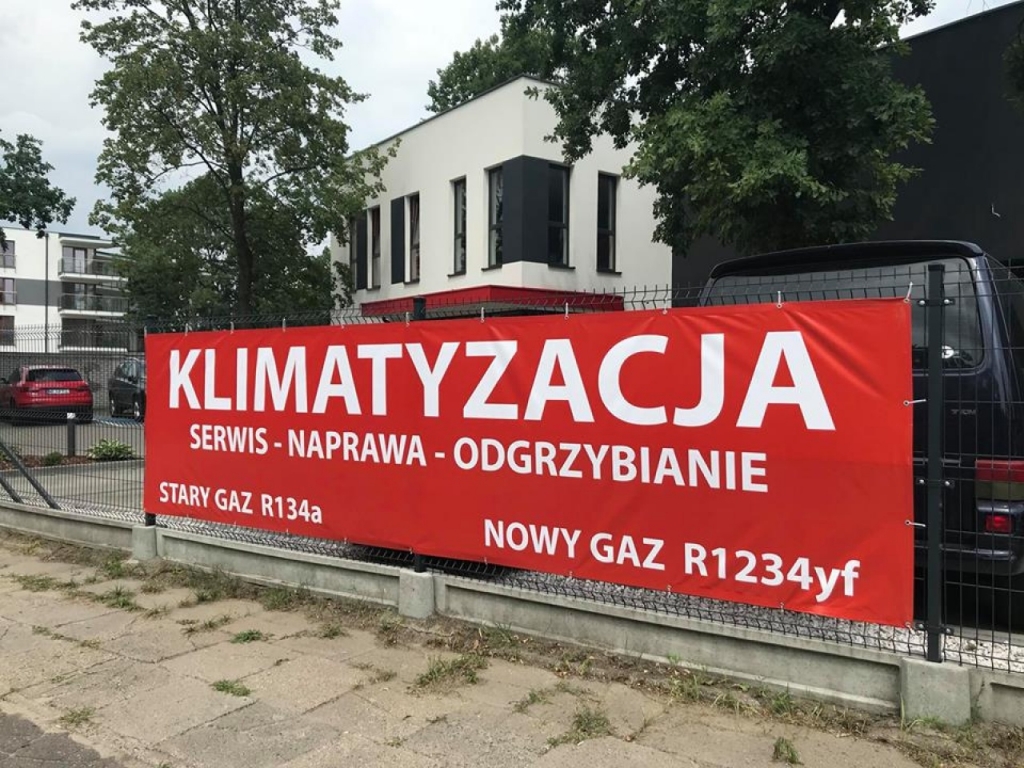 KLIMATYZACJA
SERWIS - NAPRAWA - ODGRZYBIANIE
STARY GAZ R134a
NOWY GAZ R1234yf